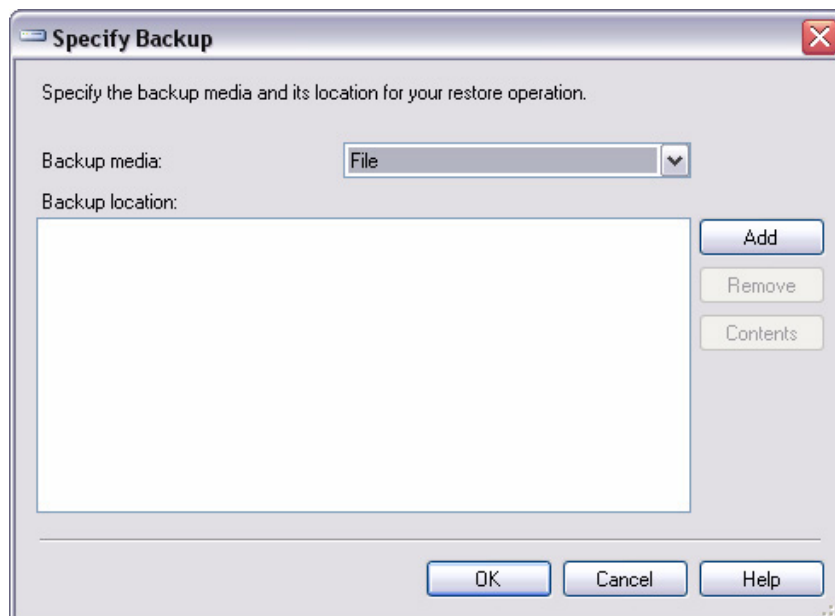 Specify Backup
Specify the backup media and its location for your restore operation.
Backup media:
File
Backup location:
Add
Remove
Contents
OK
Cancel
Help